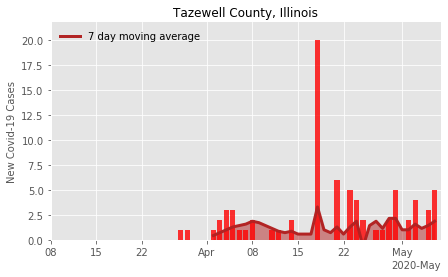 Tazewell County, Illinois
7 day moving average
New Covid-19 Cases
20.0
17.5
15.0
12.5
10.0
7.5
5.0
2.5
0.0
08 15 22 Apr 08 15 22 May
2020-May